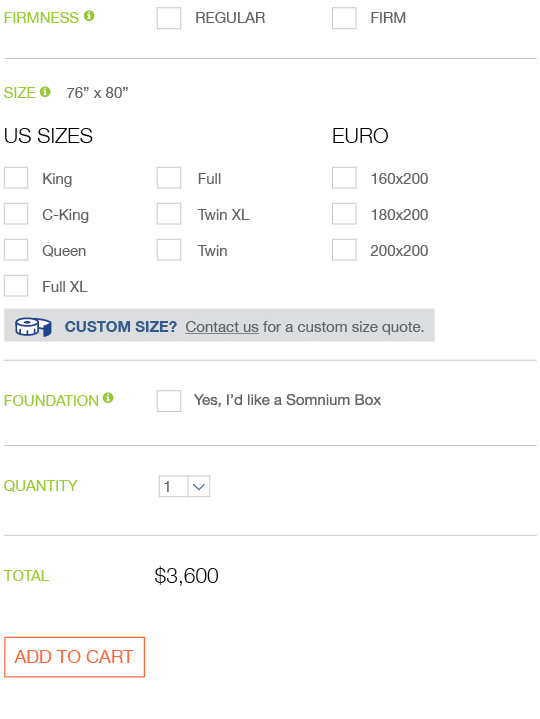 FIRMNESS REGULAR FIRM
SIZE 76” x 80”
US SIZES EURO
King Full 160x200
C-King Twin XL 180x200
Queen Twin 200x200
Full XL
CUSTOM SIZE? Contact us for a custom size quote.
FOUNDATION Yes, I’d like a Somnium Box
QUANTITY 1
TOTAL $3,600
ADD TO CART